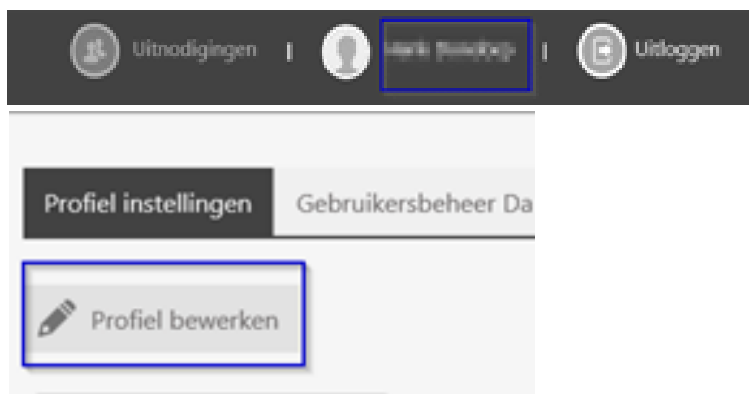 Uitnodigingen | | Uitloggen
Profiel instellingen Gebruikersbeheer Da
Profiel bewerken